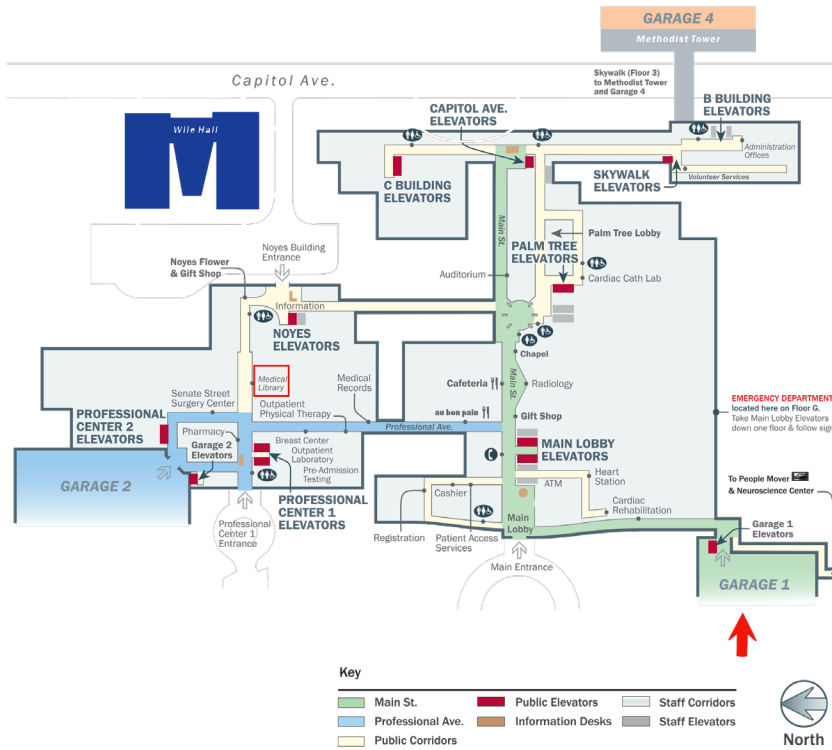 GARAGE 4
Methodist Tower
Capitol Ave.
Skywalk (Floor 3)
to Methodist Tower
and Garage 4
Wile Hall
CAPITOL AVE.
ELEVATORS
B BUILDING
ELEVATORS
Administration
Offices
C BUILDING
ELEVATORS
SKYWALK
ELEVATORS
Volunteer Services
Main St.
Palm Tree Lobby
PALM TREE
ELEVATORS
Noyes Building
Entrance
Noyes Flower
& Gift Shop
Auditorium
Cardiac Cath Lab
Information
NOYES
ELEVATORS
Chapel
Medical
Library
Medical
Records
Cafeteria
Main St.
Radiology
Senate Street
Surgery Center
Outpatient
Physical Therapy
au bon pain
Gift Shop
EMERGENCY DEPARTMENT
located here on Floor G.
Take Main Lobby Elevators
down one floor & follow sign
PROFESSIONAL
CENTER 2
ELEVATORS
Pharmacy
Professional Ave.
Garage 2
Elevators
Breast Center
Outpatient
Laboratory
Pre-Admission
Testing
MAIN LOBBY
ELEVATORS
Heart
Station
To People Mover
& Neuroscience Center
GARAGE 2
PROFESSIONAL
CENTER 1
ELEVATORS
Cashier
ATM
Cardiac
Rehabilitation
Professional
Center 1
Entrance
Registration
Patient Access
Services
Main
Lobby
Garage 1
Elevators
Main Entrance
GARAGE 1
Key
Main St.
Public Elevators
Staff Corridors
Professional Ave.
Information Desks
Staff Elevators
Public Corridors
North